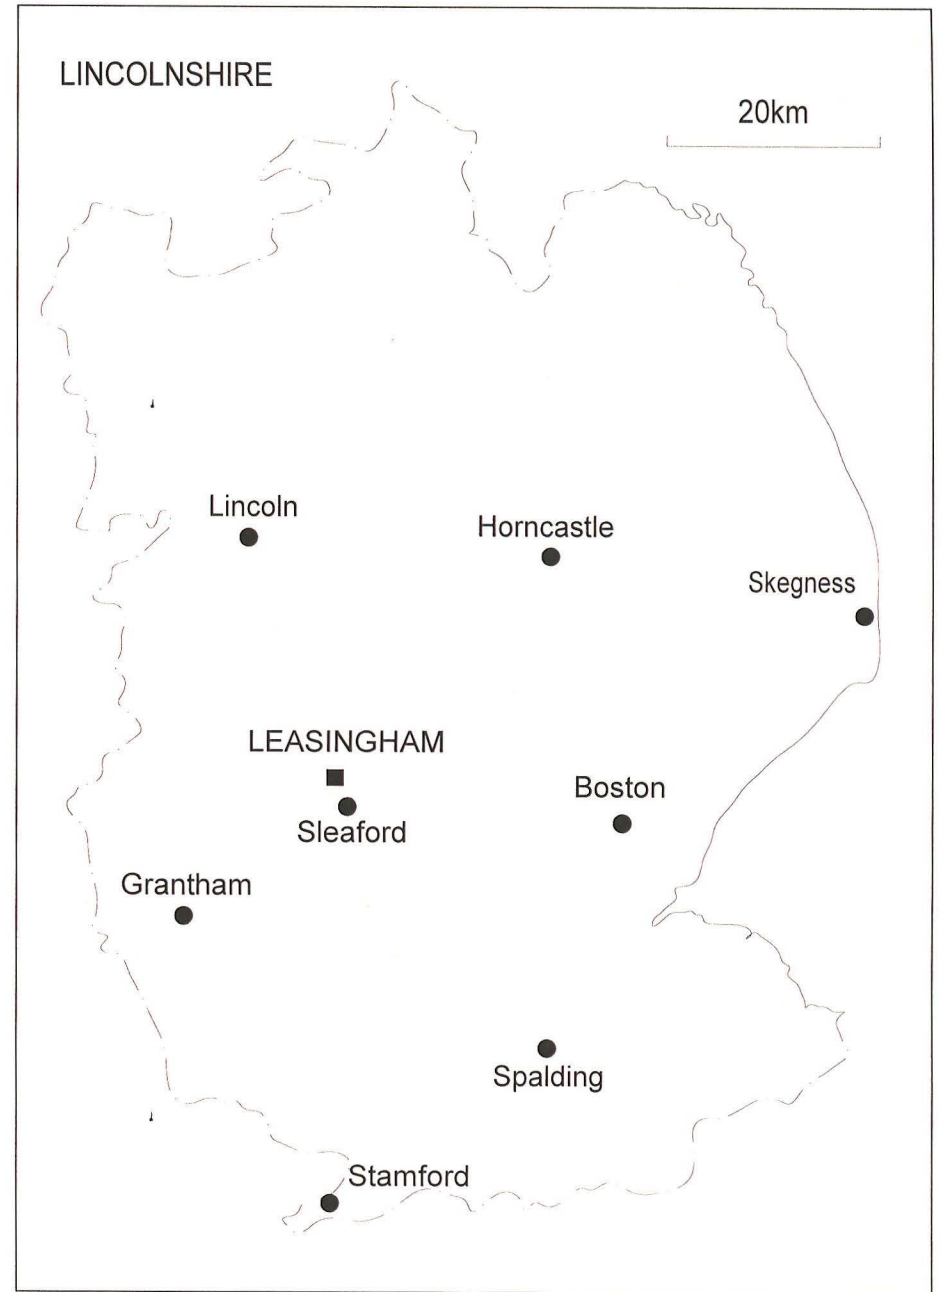 LINCOLNSHIRE
20km
Lincoln
Horncastle
Skegness
LEASINGHAM
Boston
Sleaford
Grantham
Spalding
Stamford